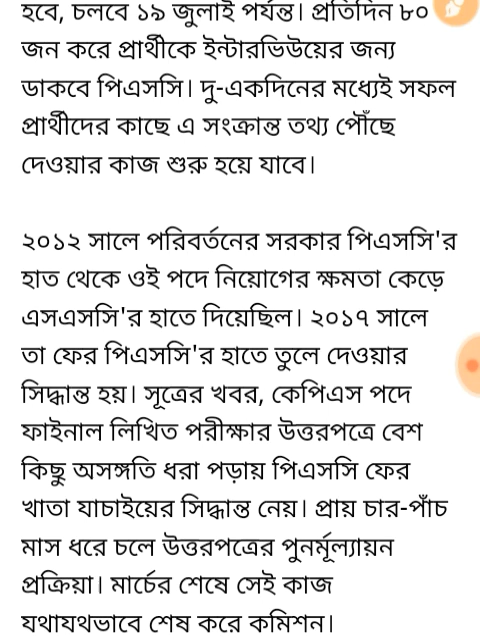 হবে, চলবে ১৯ জুলাই পর্যন্ত। প্রতিদিন ৮০
জন করে প্রার্থীকে ইন্টারভিউয়ের জন্য
ডাকবে পিএসসি। দু-একদিনের মধ্যেই সফল
প্রার্থীদের কাছে এ সংক্রান্ত তথ্য পৌঁছে
দেওয়ার কাজ শুরু হয়ে যাবে।
২০১২ সালে পরিবর্তনের সরকার পিএসসি'র
হাত থেকে ওই পদে নিয়োগের ক্ষমতা কেড়ে
এসএসসি'র হাতে দিয়েছিল। ২০১৭ সালে
তা ফের পিএসসি'র হাতে তুলে দেওয়ার
সিদ্ধান্ত হয়। সূত্রের খবর, কেপিএস পদে
ফাইনাল লিখিত পরীক্ষার উত্তরপত্রে বেশ
কিছু অসঙ্গতি ধরা পড়ায় পিএসসি ফের
খাতা যাচাইয়ের সিদ্ধান্ত নেয়। প্রায় চার-পাঁচ
মাস ধরে চলে উত্তরপত্রের পুনর্মূল্যায়ন
প্রক্রিয়া। মার্চের শেষে সেই কাজ
যথাযথভাবে শেষ করে কমিশন।